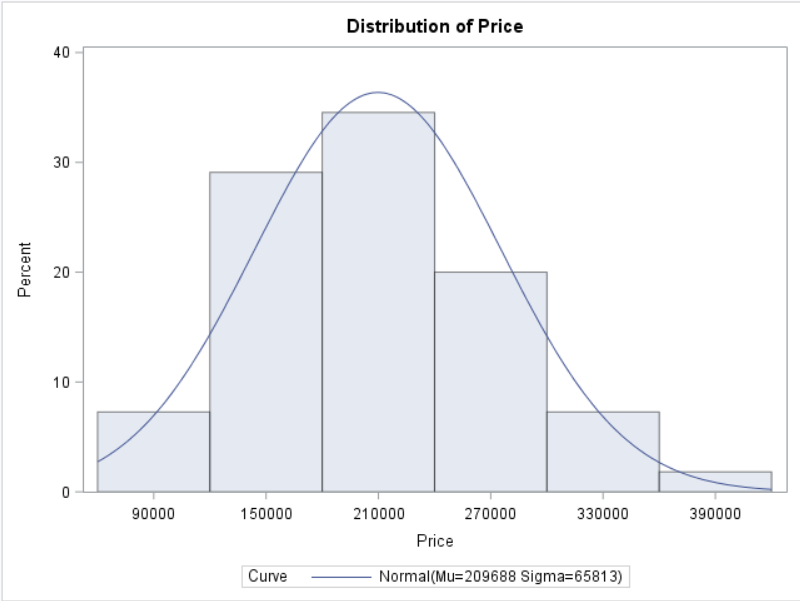 Distribution of Price
40
30
20
10
0
Percent
90000 150000 210000 270000 330000 390000
Price
Curve Normal(Mu=209688 Sigma=65813)